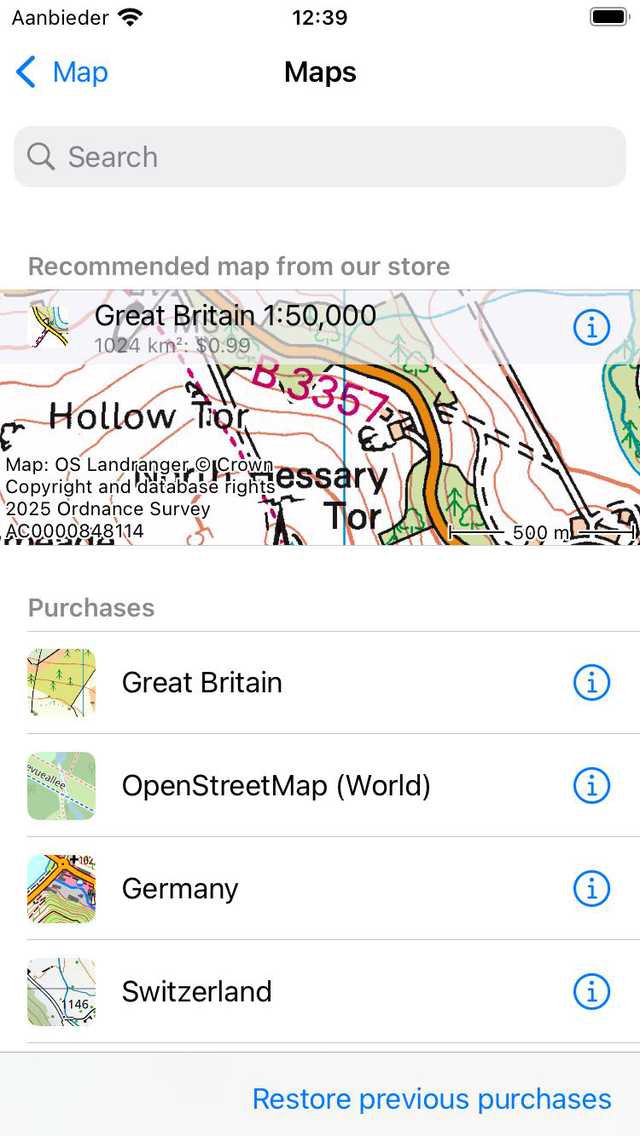 Aanbieder 12:39
Map Maps
Search
Recommended map from our store
Great Britain 1:50,000
1024 km²: $0.99
B 3357
Hollow Tor
essary
Tor
Map: OS Landranger © Crown
Copyright and database rights
2025 Ordnance Survey
AC0000848114
500 m
Purchases
Great Britain
OpenStreetMap (World)
Germany
Switzerland
1146
Restore previous purchases